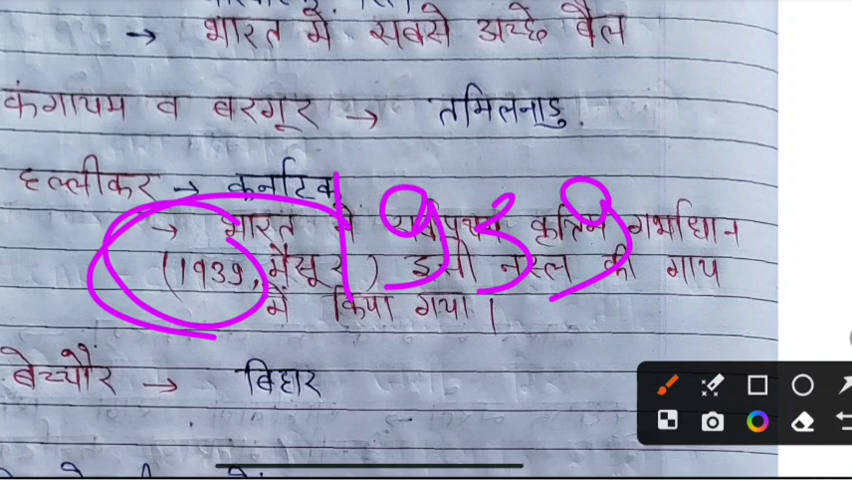 → भारत में सबसे अच्छे बैल
कंगायम व बरगूर → तमिलनाडु.
हल्लीकर → कर्नाटक
→ भारत में सर्वप्रथम कृत्रिम गर्भाधान
(1939, मैसूर) इसी नस्ल की गाय
में किया गया।
1939
बेच्चौर → बिहार